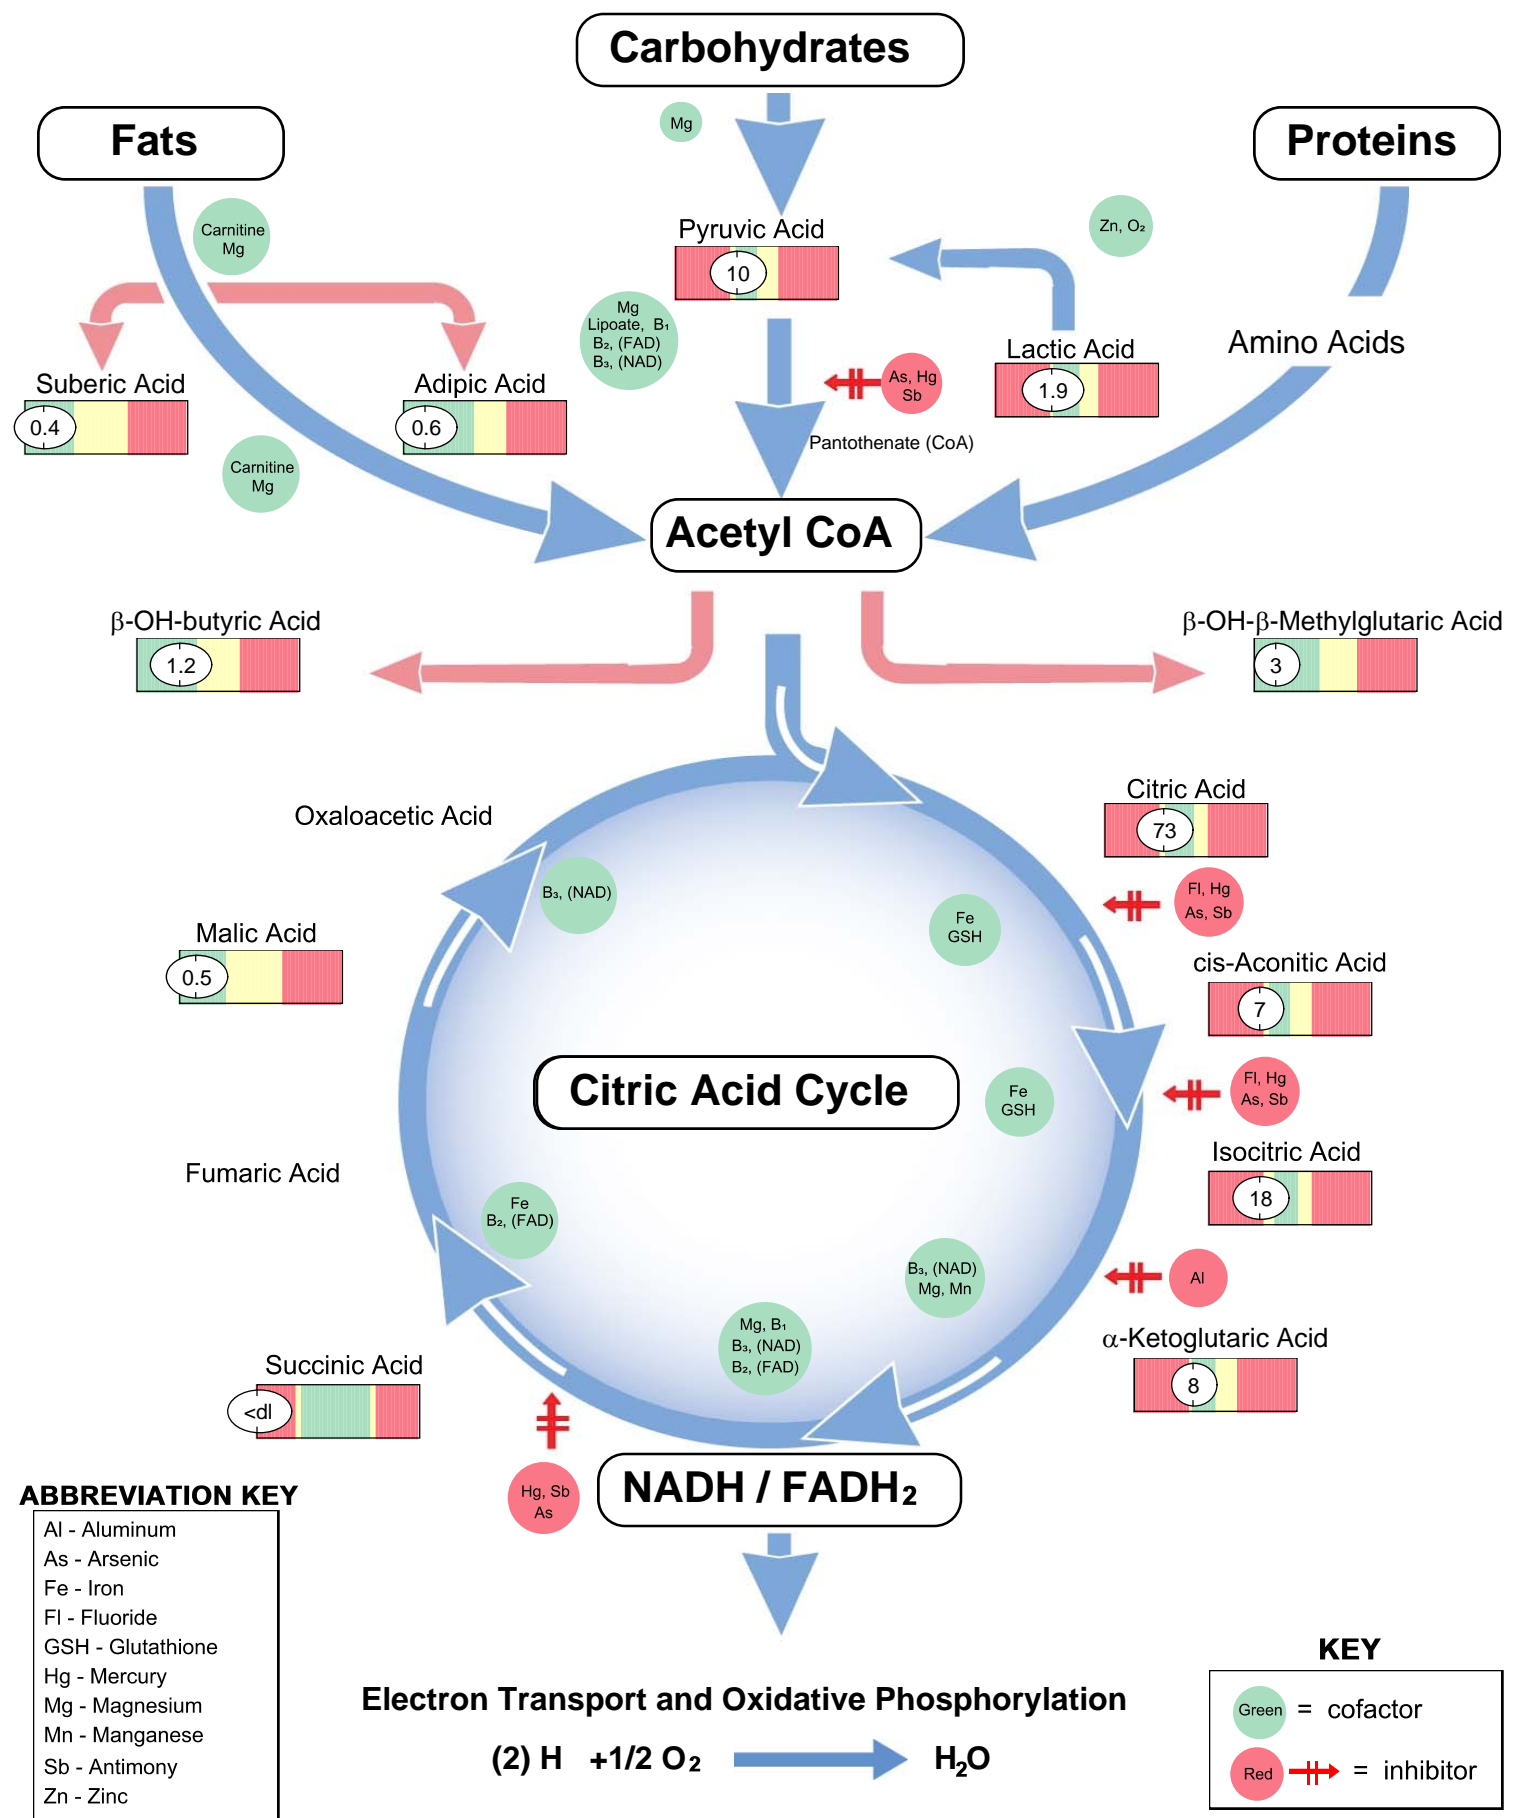 Carbohydrates
Fats
Proteins
Mg
Carnitine
Mg
Zn, O₂
Pyruvic Acid
10
Mg
Lipoate, B₁
B₂, (FAD)
B₃, (NAD)
Lactic Acid
1.9
Amino Acids
As, Hg
Sb
Suberic Acid
0.4
Adipic Acid
0.6
Pantothenate (CoA)
Carnitine
Mg
Acetyl CoA
β-OH-butyric Acid
1.2
β-OH-β-Methylglutaric Acid
3
Oxaloacetic Acid
Citric Acid
73
B₃, (NAD)
Fl, Hg
As, Sb
Fe
GSH
Malic Acid
0.5
cis-Aconitic Acid
7
Citric Acid Cycle
Fe
GSH
Fl, Hg
As, Sb
Isocitric Acid
18
Fumaric Acid
Fe
B₂, (FAD)
B₃, (NAD)
Mg, Mn
Al
Mg, B₁
B₃, (NAD)
B₂, (FAD)
α-Ketoglutaric Acid
8
Succinic Acid
<dl
Hg, Sb
As
NADH / FADH₂
ABBREVIATION KEY
Al - Aluminum
As - Arsenic
Fe - Iron
Fl - Fluoride
GSH - Glutathione
Hg - Mercury
Mg - Magnesium
Mn - Manganese
Sb - Antimony
Zn - Zinc
Electron Transport and Oxidative Phosphorylation
(2) H +1/2 O₂ H₂O
KEY
Green = cofactor
Red = inhibitor